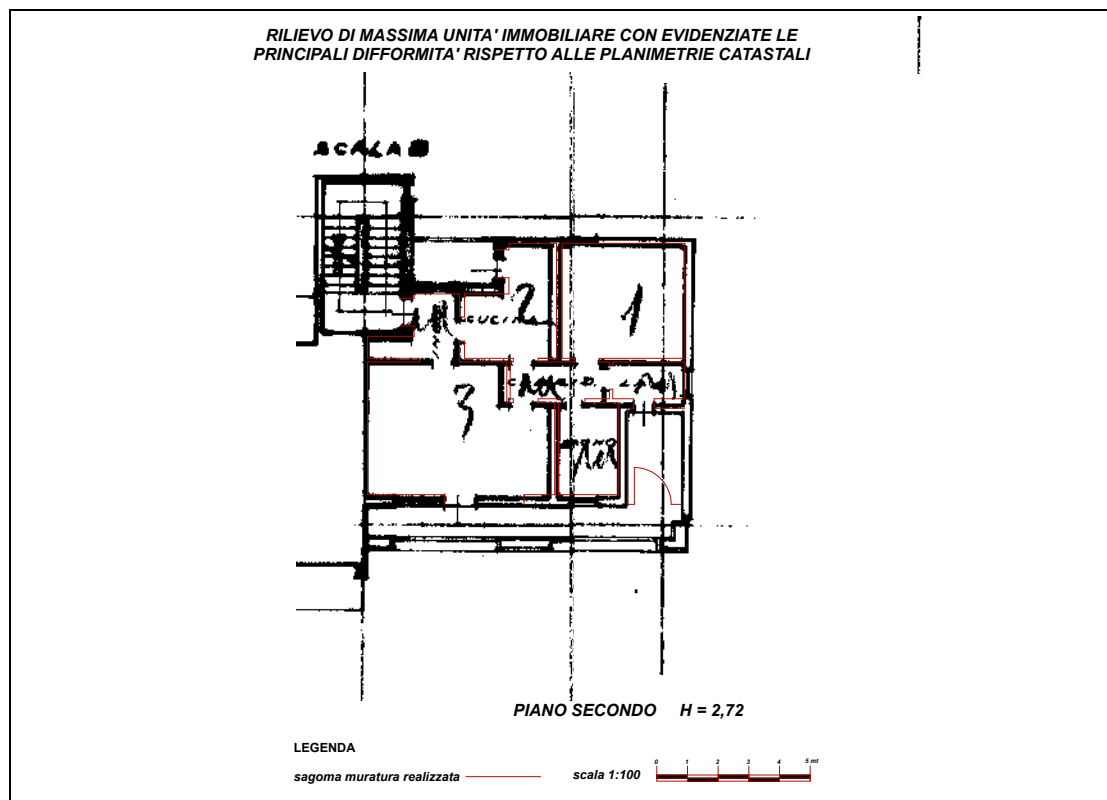 RILIEVO DI MASSIMA UNITA' IMMOBILIARE CON EVIDENZIATE LE
PRINCIPALI DIFFORMITA' RISPETTO ALLE PLANIMETRIE CATASTALI
SCALA
2
1
CUCINA
3
PIANO SECONDO H = 2,72
LEGENDA
sagoma muratura realizzata
scala 1:100
0 1 2 3 4 5 mt